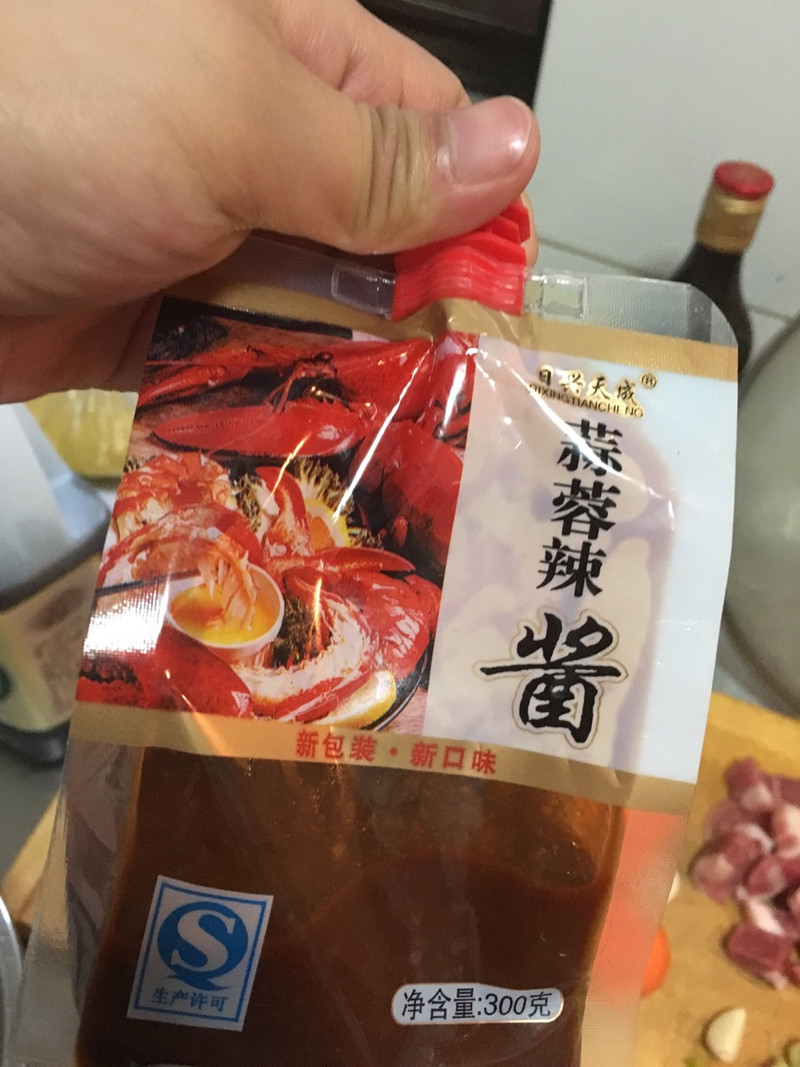 日兴天成®
RIXINGTIANCHENG
蒜蓉辣
酱
新包装·新口味
生产许可
净含量:300克